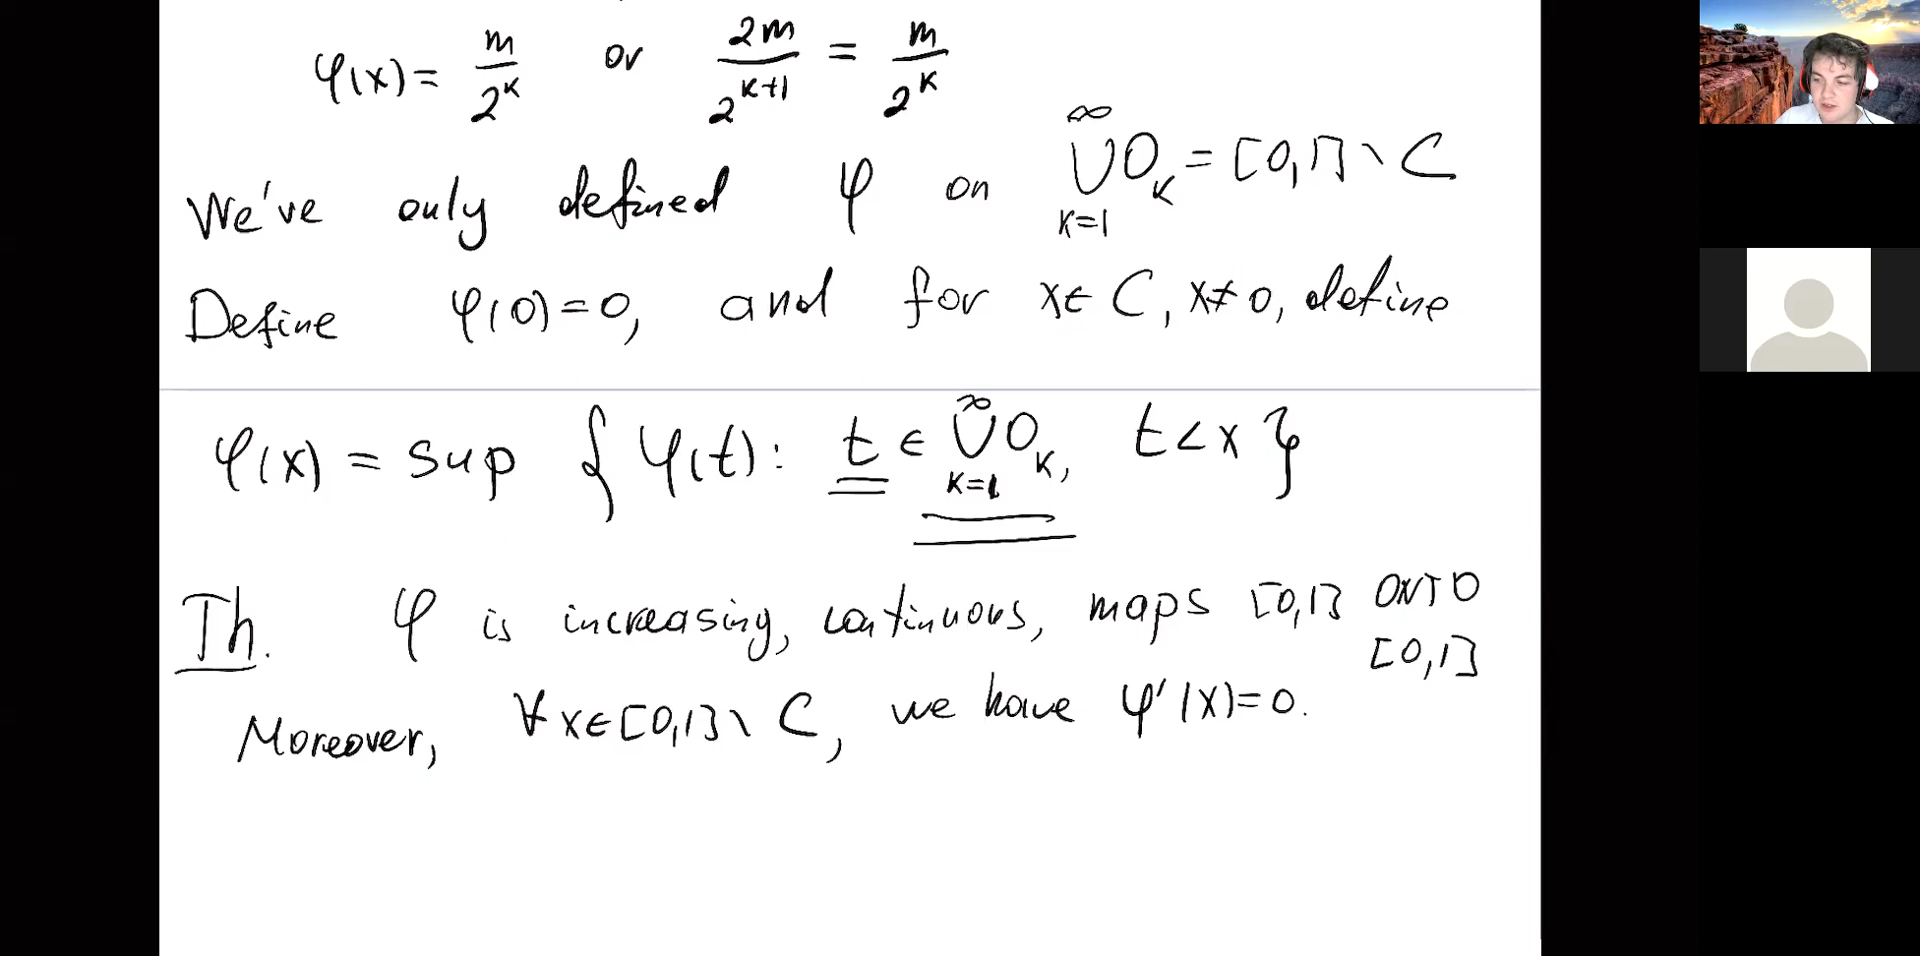 φ(x) = m/2^k or 2m/2^(k+1) = m/2^k
We've only defined φ on ∞⋃k=1 O_k = [0,1] \ C
Define φ(0)=0, and for x∈C, x≠0, define
φ(x) = sup { φ(t): t ∈ ∞⋃k=1 O_k, t<x }
Th. φ is increasing, continuous, maps [0,1] ONTO
[0,1]
Moreover, ∀x∈[0,1] \ C, we have φ'(x)=0.